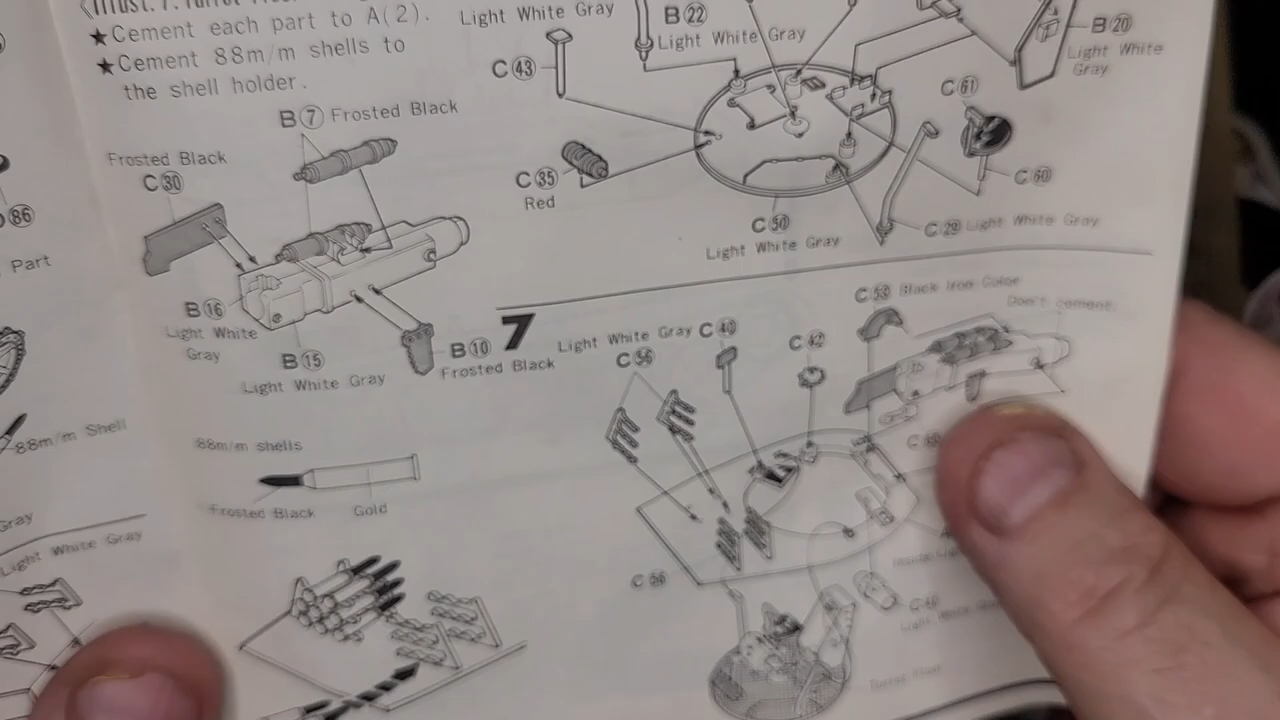 ★Cement each part to A(2).
★Cement 88m/m shells to
the shell holder.
Light White Gray
B㉒
Light White Gray
B⑳
Light White
Gray
C㊸
B⑦ Frosted Black
C61
Frosted Black
C㉚
C㉟
Red
C60
86
C㊿
Light White Gray
C㉙ Light White Gray
Part
B⑯
Light White
Gray
B⑮
Light White Gray
B⑩
Frosted Black
7
C53 Black Iron Color
Don't cement.
Light White Gray
C56
C㊵
C㊷
88m/m Shell
88m/m shells
Frosted Black
Gold
Gray
Light White Gray
C